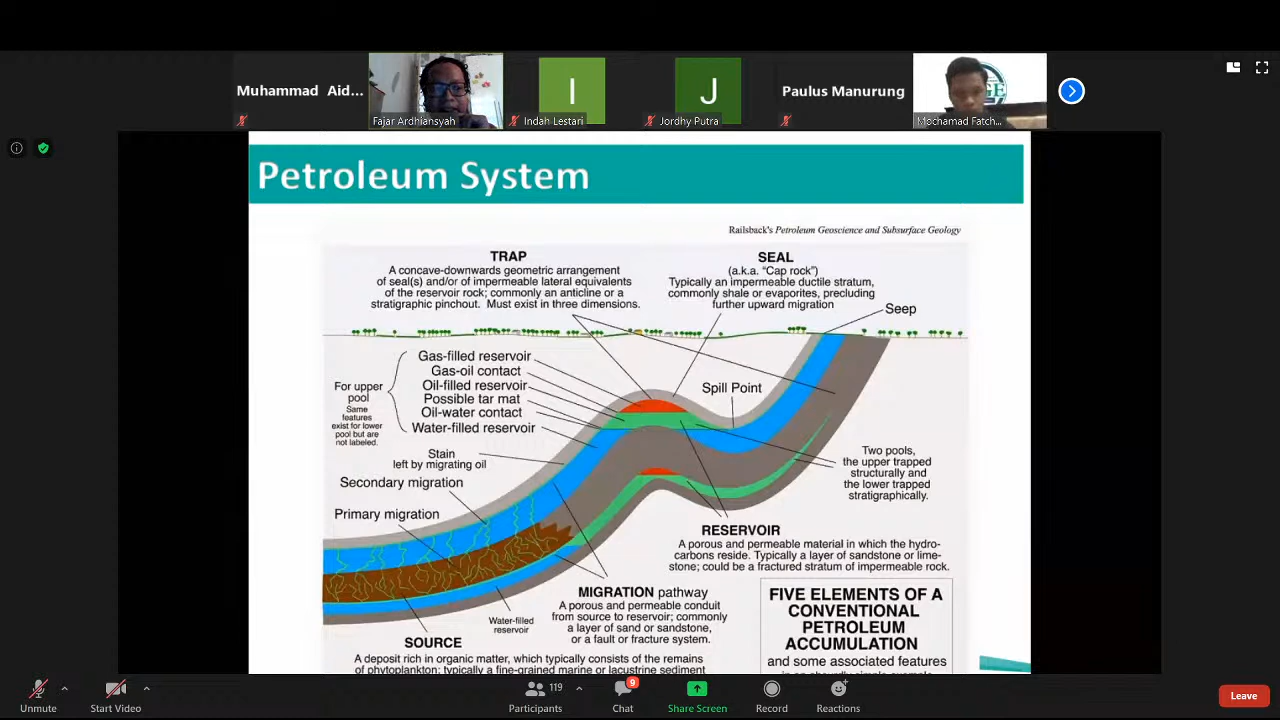 Muhammad Aid...
Fajar Ardhiansyah
I
Indah Lestari
J
Jordhy Putra
Paulus Manurung
GE
Mochamad Fatch...
Petroleum System
Railsback's Petroleum Geoscience and Subsurface Geology
TRAP
A concave-downwards geometric arrangement
of seal(s) and/or of impermeable lateral equivalents
of the reservoir rock; commonly an anticline or a
stratigraphic pinchout. Must exist in three dimensions.
SEAL
(a.k.a. “Cap rock”)
Typically an impermeable ductile stratum,
commonly shale or evaporites, precluding
further upward migration
Seep
For upper
pool
Same
features
exist for lower
pool but are
not labeled.
Gas-filled reservoir
Gas-oil contact
Oil-filled reservoir
Possible tar mat
Oil-water contact
Water-filled reservoir
Spill Point
Stain
left by migrating oil
Secondary migration
Primary migration
Two pools,
the upper trapped
structurally and
the lower trapped
stratigraphically.
RESERVOIR
A porous and permeable material in which the hydro-
carbons reside. Typically a layer of sandstone or lime-
stone; could be a fractured stratum of impermeable rock.
MIGRATION pathway
A porous and permeable conduit
from source to reservoir; commonly
a layer of sand or sandstone,
or a fault or fracture system.
Water-filled
reservoir
SOURCE
A deposit rich in organic matter, which typically consists of the remains
of phytoplankton; typically a fine-grained marine or lacustrine sediment
FIVE ELEMENTS OF A
CONVENTIONAL
PETROLEUM
ACCUMULATION
and some associated features
Unmute
Start Video
Participants
119
Chat
9
Share Screen
Record
Reactions
Leave